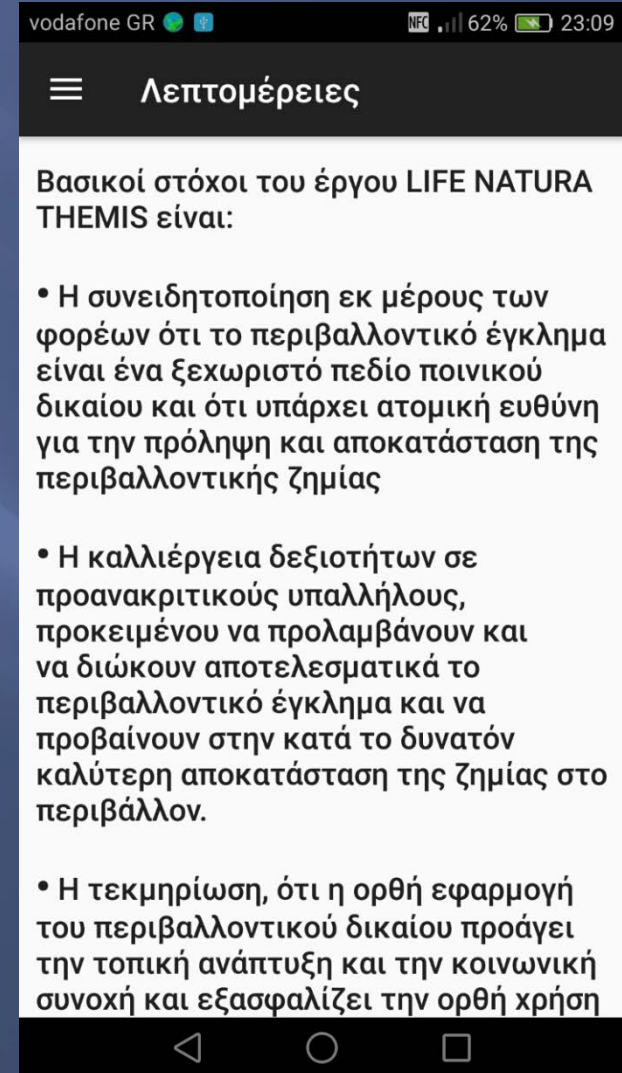 vodafone GR NFC 62% 23:09
Λεπτομέρειες
Βασικοί στόχοι του έργου LIFE NATURA
THEMIS είναι:
• Η συνειδητοποίηση εκ μέρους των
φορέων ότι το περιβαλλοντικό έγκλημα
είναι ένα ξεχωριστό πεδίο ποινικού
δικαίου και ότι υπάρχει ατομική ευθύνη
για την πρόληψη και αποκατάσταση της
περιβαλλοντικής ζημίας
• Η καλλιέργεια δεξιοτήτων σε
προανακριτικούς υπαλλήλους,
προκειμένου να προλαμβάνουν και
να διώκουν αποτελεσματικά το
περιβαλλοντικό έγκλημα και να
προβαίνουν στην κατά το δυνατόν
καλύτερη αποκατάσταση της ζημίας στο
περιβάλλον.
• Η τεκμηρίωση, ότι η ορθή εφαρμογή
του περιβαλλοντικού δικαίου προάγει
την τοπική ανάπτυξη και την κοινωνική
συνοχή και εξασφαλίζει την ορθή χρήση